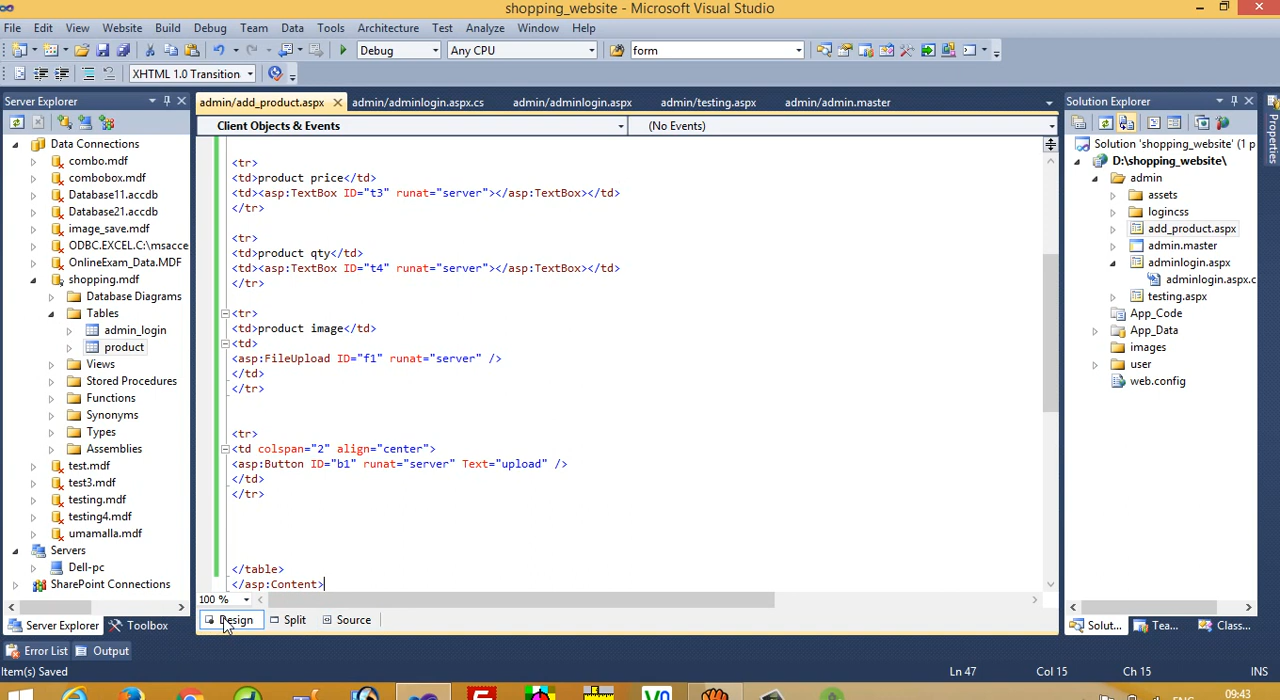 shopping_website - Microsoft Visual Studio
File Edit View Website Build Debug Team Data Tools Architecture Test Analyze Window Help
Debug Any CPU form
XHTML 1.0 Transition
Server Explorer
Data Connections
combo.mdf
combobox.mdf
Database11.accdb
Database21.accdb
image_save.mdf
ODBC.EXCEL.C:\msacce
OnlineExam_Data.MDF
shopping.mdf
Database Diagrams
Tables
admin_login
product
Views
Stored Procedures
Functions
Synonyms
Types
Assemblies
test.mdf
test3.mdf
testing.mdf
testing4.mdf
umamalla.mdf
Servers
Dell-pc
SharePoint Connections
Server Explorer Toolbox
admin/add_product.aspx admin/adminlogin.aspx.cs admin/adminlogin.aspx admin/testing.aspx admin/admin.master
Client Objects & Events (No Events)
<tr>
<td>product price</td>
<td><asp:TextBox ID="t3" runat="server"></asp:TextBox></td>
</tr>
<tr>
<td>product qty</td>
<td><asp:TextBox ID="t4" runat="server"></asp:TextBox></td>
</tr>
<tr>
<td>product image</td>
<td>
<asp:FileUpload ID="f1" runat="server" />
</td>
</tr>
<tr>
<td colspan="2" align="center">
<asp:Button ID="b1" runat="server" Text="upload" />
</td>
</tr>
</table>
</asp:Content>
100 %
Design Split Source
Solution Explorer
Solution 'shopping_website' (1 p
D:\shopping_website\
admin
assets
logincss
add_product.aspx
admin.master
adminlogin.aspx
adminlogin.aspx.c
testing.aspx
App_Code
App_Data
images
user
web.config
Solut... Tea... Class...
Properties
Error List Output
Item(s) Saved Ln 47 Col 15 Ch 15 INS
09:43